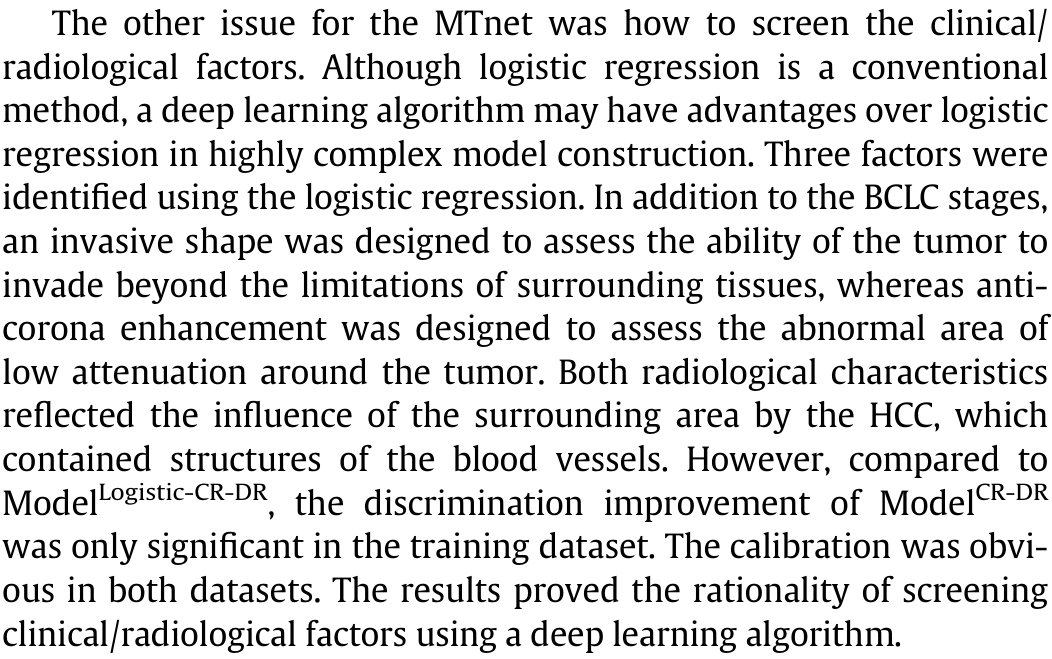 The other issue for the MTnet was how to screen the clinical/
radiological factors. Although logistic regression is a conventional
method, a deep learning algorithm may have advantages over logistic
regression in highly complex model construction. Three factors were
identified using the logistic regression. In addition to the BCLC stages,
an invasive shape was designed to assess the ability of the tumor to
invade beyond the limitations of surrounding tissues, whereas anti-
corona enhancement was designed to assess the abnormal area of
low attenuation around the tumor. Both radiological characteristics
reflected the influence of the surrounding area by the HCC, which
contained structures of the blood vessels. However, compared to
Model^Logistic-CR-DR, the discrimination improvement of Model^CR-DR
was only significant in the training dataset. The calibration was obvi-
ous in both datasets. The results proved the rationality of screening
clinical/radiological factors using a deep learning algorithm.